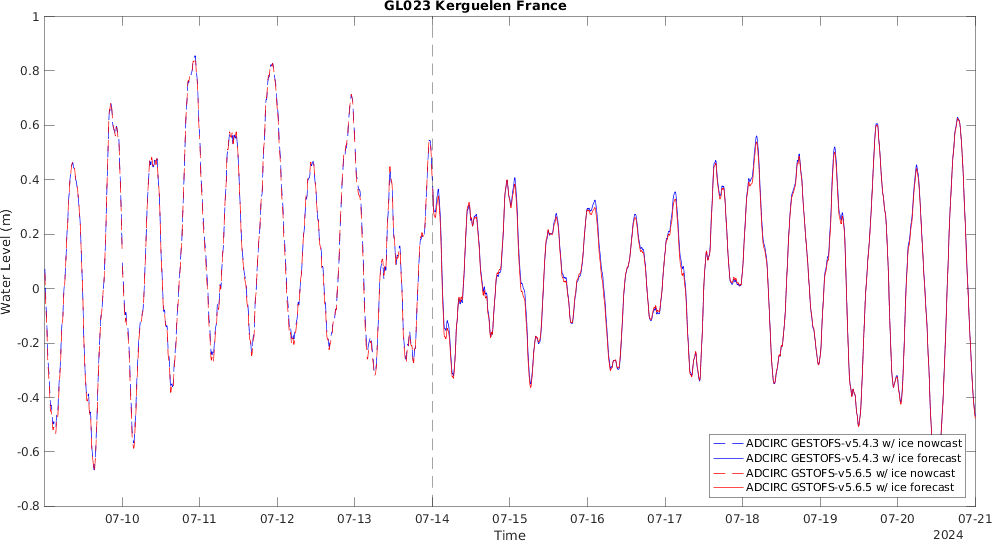 GL023 Kerguelen France
1
0.8
0.6
0.4
0.2
0
-0.2
-0.4
-0.6
-0.8
Water Level (m)
ADCIRC GESTOFS-v5.4.3 w/ ice nowcast
ADCIRC GESTOFS-v5.4.3 w/ ice forecast
ADCIRC GSTOFS-v5.6.5 w/ ice nowcast
ADCIRC GSTOFS-v5.6.5 w/ ice forecast
07-10 07-11 07-12 07-13 07-14 07-15 07-16 07-17 07-18 07-19 07-20 07-21
Time 2024